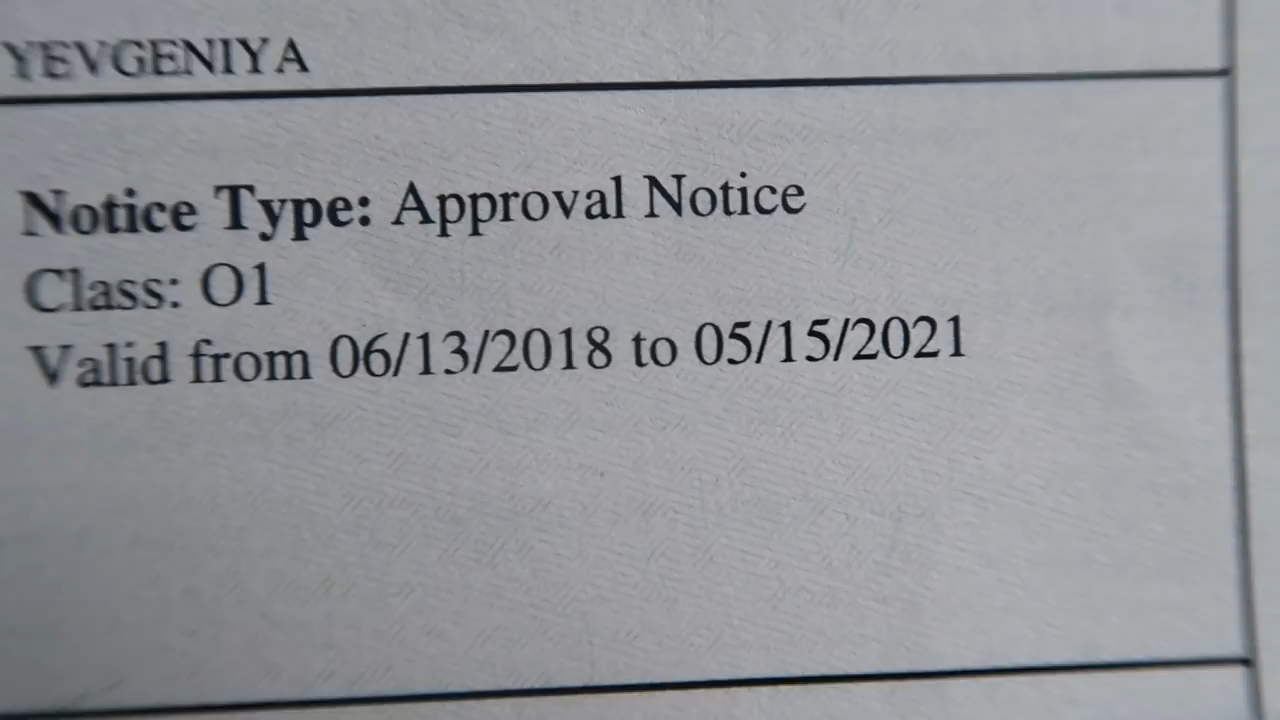 YEVGENIYA
Notice Type: Approval Notice
Class: O1
Valid from 06/13/2018 to 05/15/2021